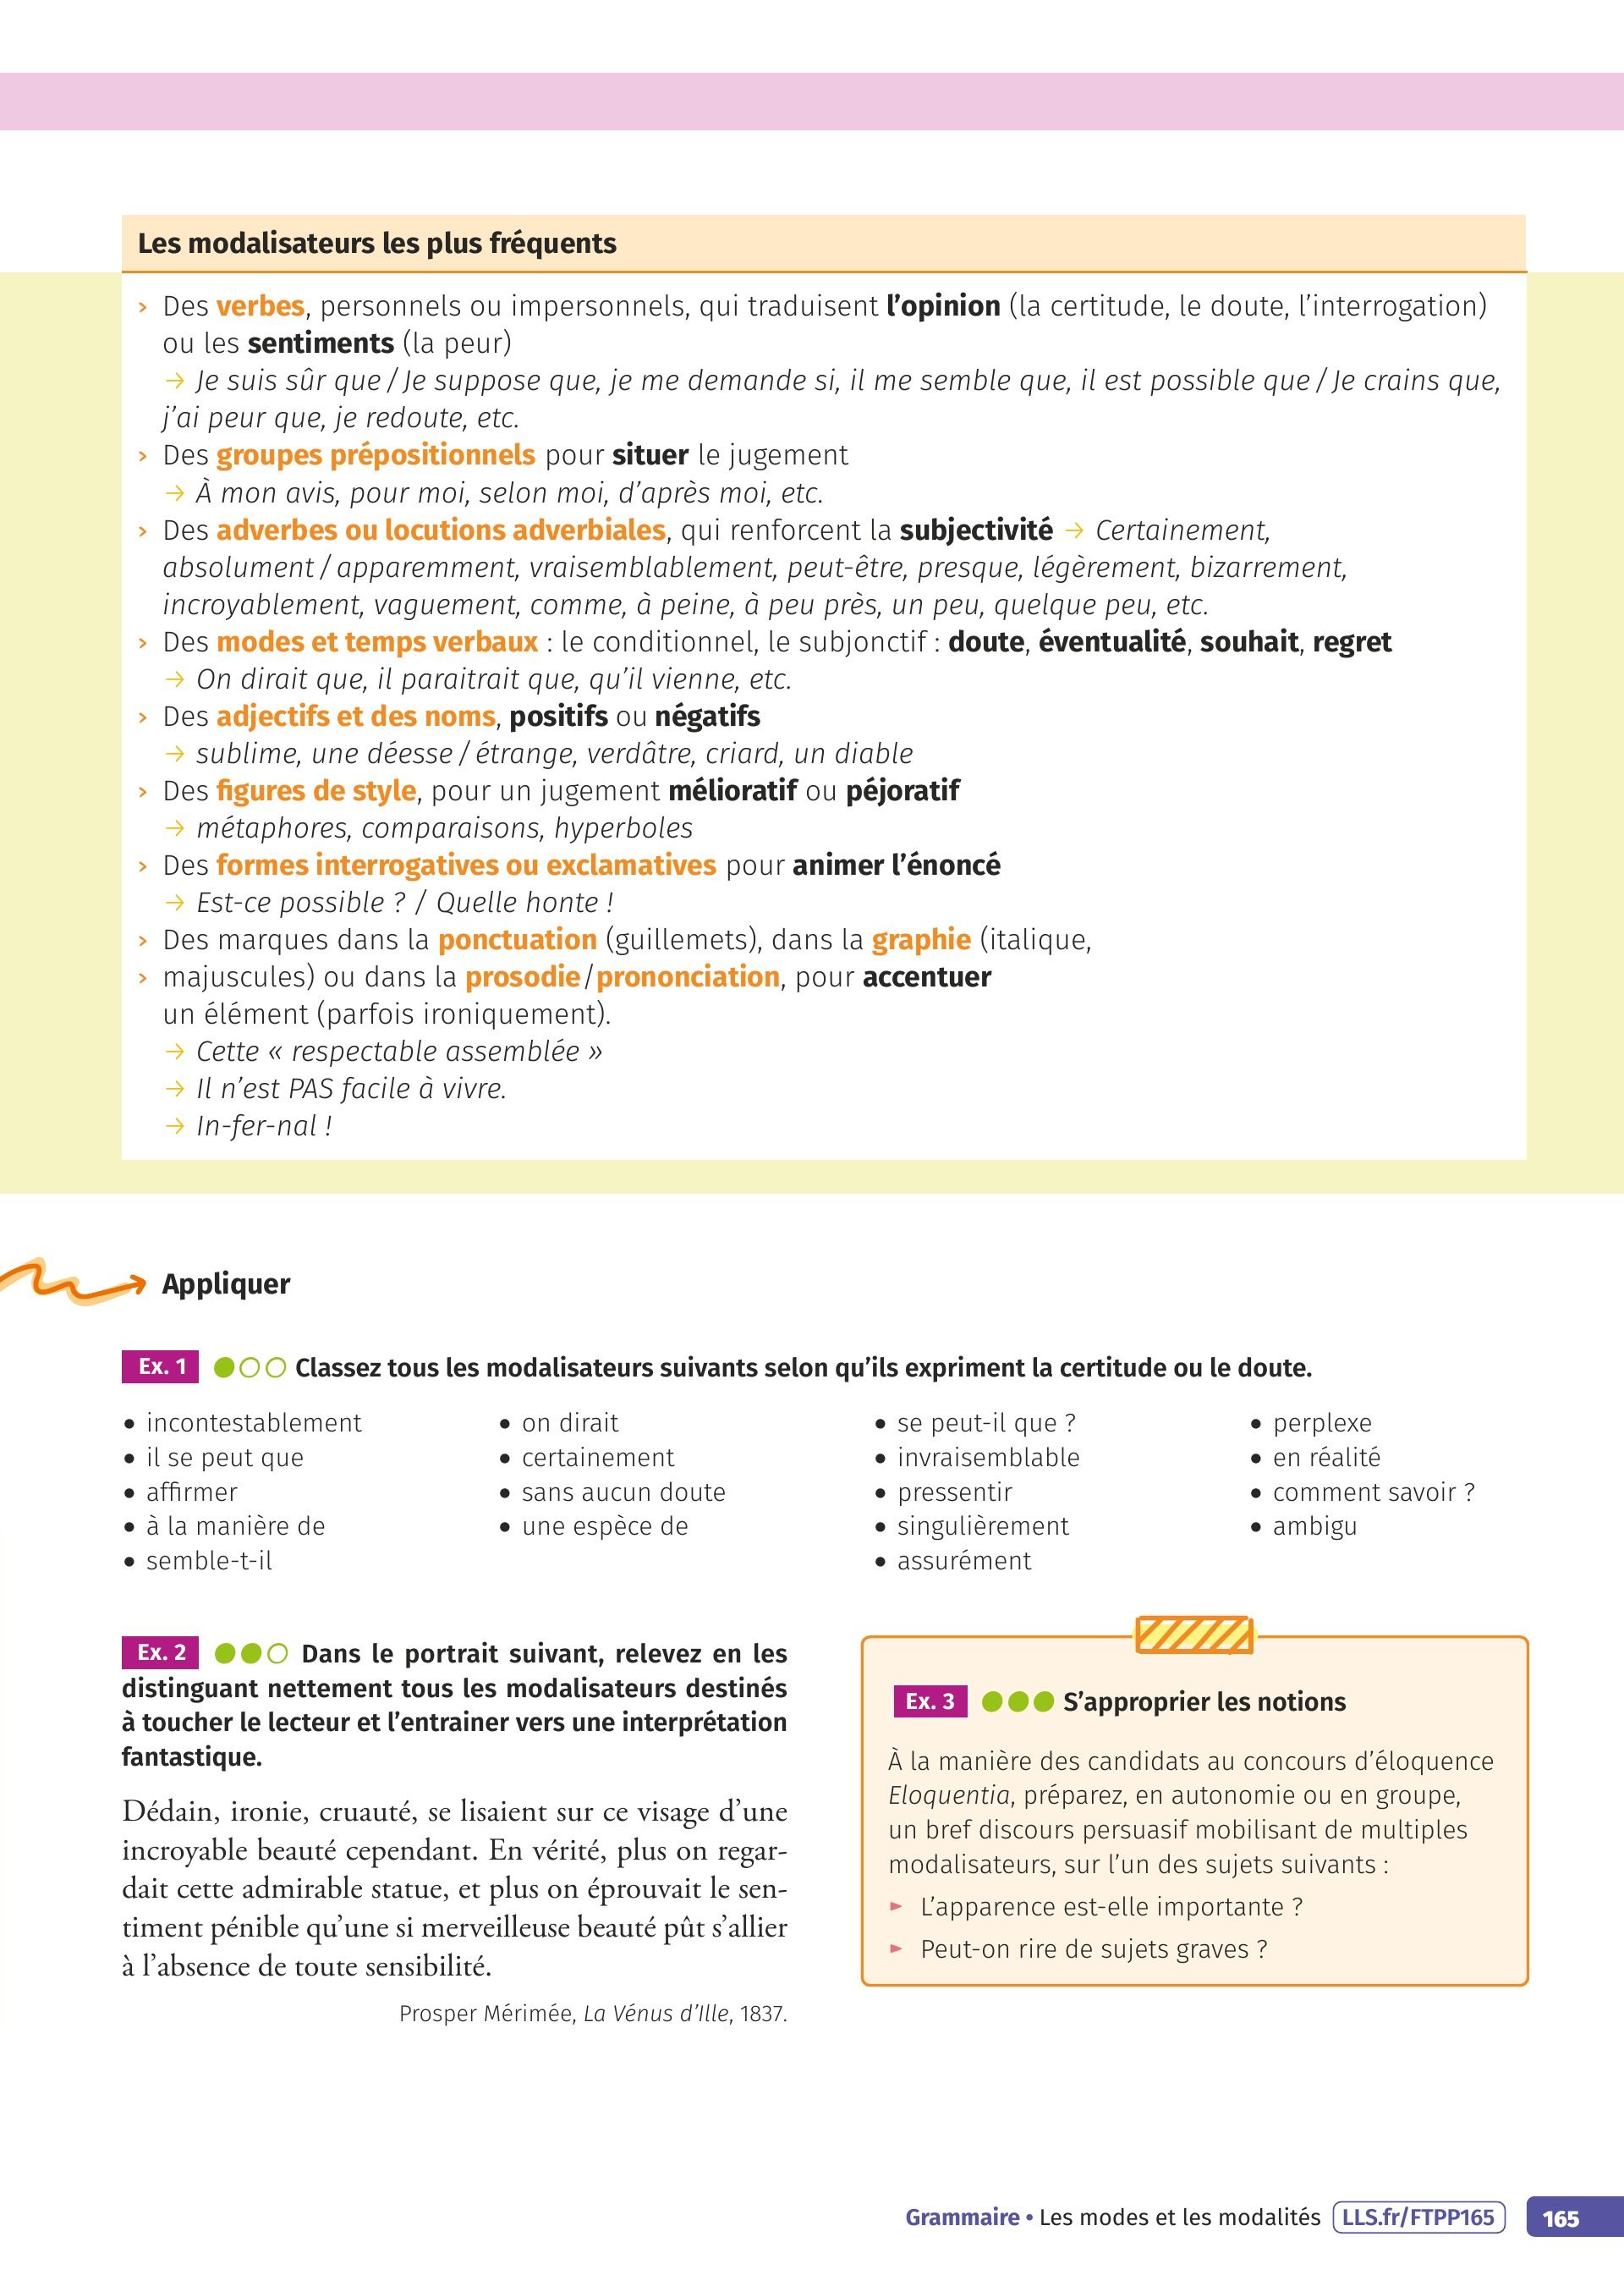 Les modalisateurs les plus fréquents
› Des verbes, personnels ou impersonnels, qui traduisent l’opinion (la certitude, le doute, l’interrogation)
ou les sentiments (la peur)
→ Je suis sûr que / Je suppose que, je me demande si, il me semble que, il est possible que / Je crains que,
j’ai peur que, je redoute, etc.
› Des groupes prépositionnels pour situer le jugement
→ À mon avis, pour moi, selon moi, d’après moi, etc.
› Des adverbes ou locutions adverbiales, qui renforcent la subjectivité → Certainement,
absolument / apparemment, vraisemblablement, peut-être, presque, légèrement, bizarrement,
incroyablement, vaguement, comme, à peine, à peu près, un peu, quelque peu, etc.
› Des modes et temps verbaux : le conditionnel, le subjonctif : doute, éventualité, souhait, regret
→ On dirait que, il paraitrait que, qu’il vienne, etc.
› Des adjectifs et des noms, positifs ou négatifs
→ sublime, une déesse / étrange, verdâtre, criard, un diable
› Des figures de style, pour un jugement mélioratif ou péjoratif
→ métaphores, comparaisons, hyperboles
› Des formes interrogatives ou exclamatives pour animer l’énoncé
→ Est-ce possible ? / Quelle honte !
› Des marques dans la ponctuation (guillemets), dans la graphie (italique,
› majuscules) ou dans la prosodie / prononciation, pour accentuer
un élément (parfois ironiquement).
→ Cette « respectable assemblée »
→ Il n’est PAS facile à vivre.
→ In-fer-nal !
Appliquer
Ex. 1 Classez tous les modalisateurs suivants selon qu’ils expriment la certitude ou le doute.
• incontestablement
• il se peut que
• affirmer
• à la manière de
• semble-t-il
• on dirait
• certainement
• sans aucun doute
• une espèce de
• se peut-il que ?
• invraisemblable
• pressentir
• singulièrement
• assurément
• perplexe
• en réalité
• comment savoir ?
• ambigu
Ex. 2 Dans le portrait suivant, relevez en les
distinguant nettement tous les modalisateurs destinés
à toucher le lecteur et l’entrainer vers une interprétation
fantastique.
Dédain, ironie, cruauté, se lisaient sur ce visage d’une
incroyable beauté cependant. En vérité, plus on regar-
dait cette admirable statue, et plus on éprouvait le sen-
timent pénible qu’une si merveilleuse beauté pût s’allier
à l’absence de toute sensibilité.
Prosper Mérimée, La Vénus d’Ille, 1837.
Ex. 3 S’approprier les notions
À la manière des candidats au concours d’éloquence
Eloquentia, préparez, en autonomie ou en groupe,
un bref discours persuasif mobilisant de multiples
modalisateurs, sur l’un des sujets suivants :
► L’apparence est-elle importante ?
► Peut-on rire de sujets graves ?
Grammaire • Les modes et les modalités LLS.fr/FTPP165 165